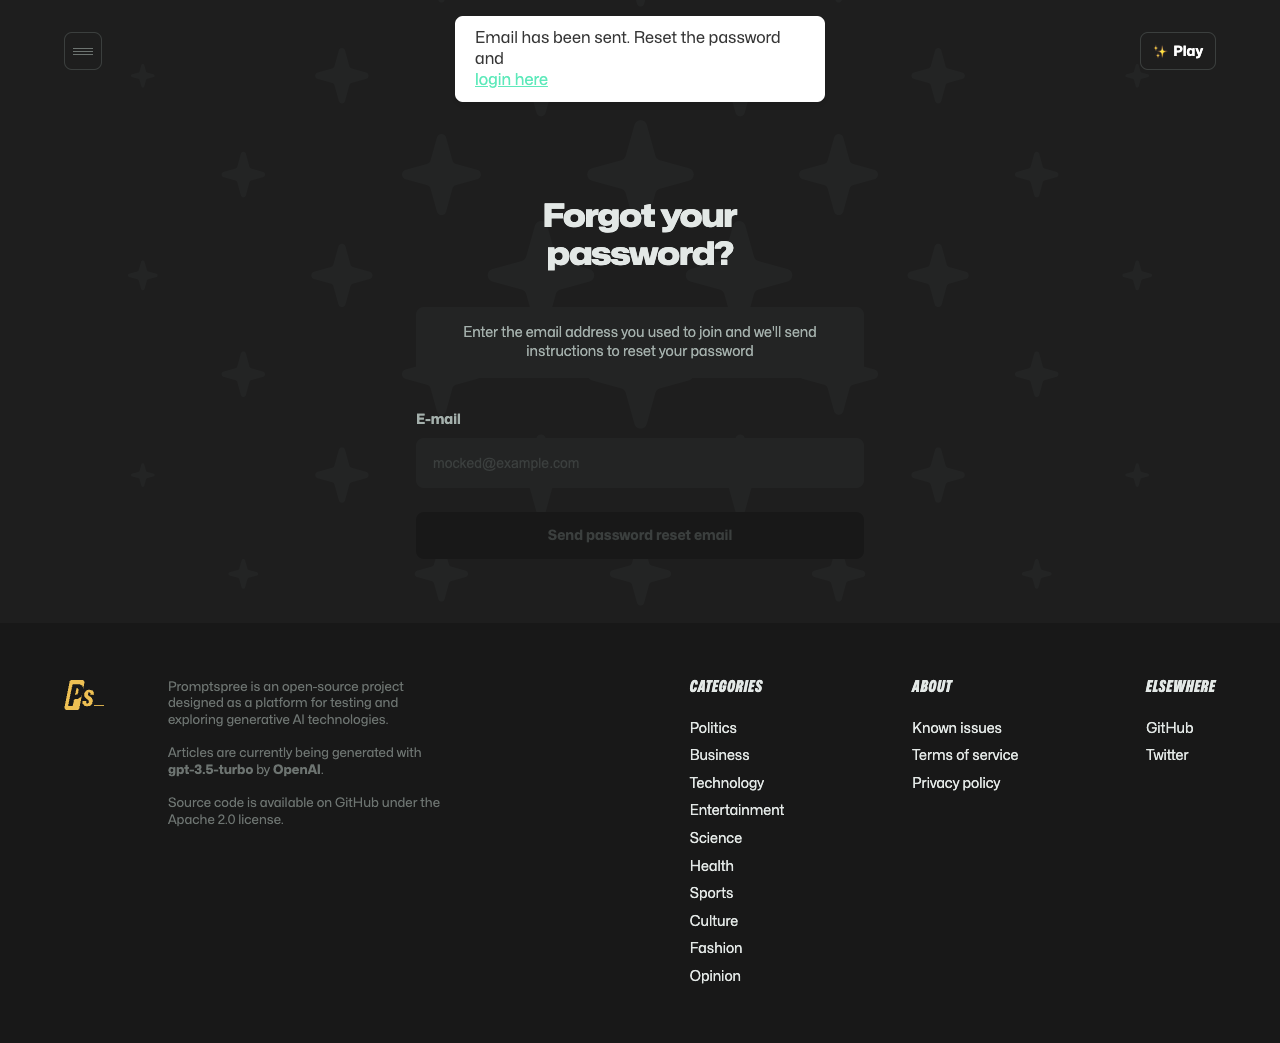 Email has been sent. Reset the password
and
login here
Play
Forgot your
password?
Enter the email address you used to join and we'll send
instructions to reset your password
E-mail
mocked@example.com
Send password reset email
Ps_
Promptspree is an open-source project
designed as a platform for testing and
exploring generative AI technologies.
Articles are currently being generated with
gpt-3.5-turbo by OpenAI.
Source code is available on GitHub under the
Apache 2.0 license.
CATEGORIES
Politics
Business
Technology
Entertainment
Science
Health
Sports
Culture
Fashion
Opinion
ABOUT
Known issues
Terms of service
Privacy policy
ELSEWHERE
GitHub
Twitter